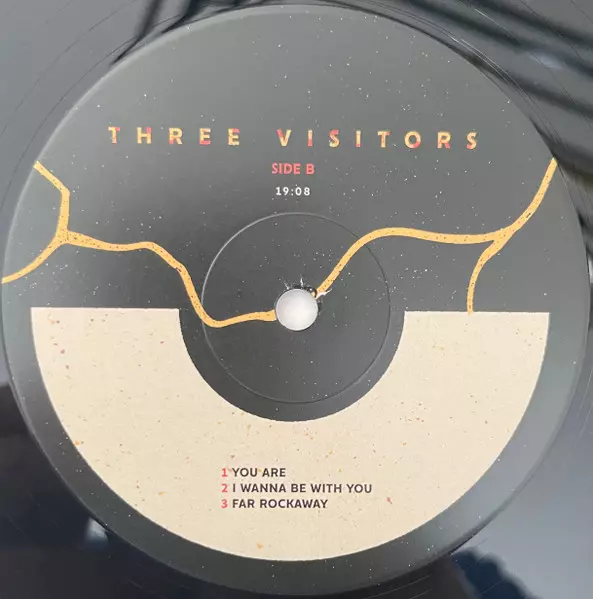 THREE VISITORS
SIDE B
19:08
1 YOU ARE
2 I WANNA BE WITH YOU
3 FAR ROCKAWAY